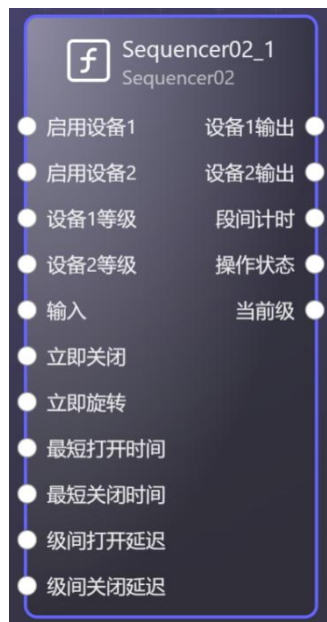 Sequencer02_1
Sequencer02
启用设备1 设备1输出
启用设备2 设备2输出
设备1等级 段间计时
设备2等级 操作状态
输入 当前级
立即关闭
立即旋转
最短打开时间
最短关闭时间
级间打开延迟
级间关闭延迟